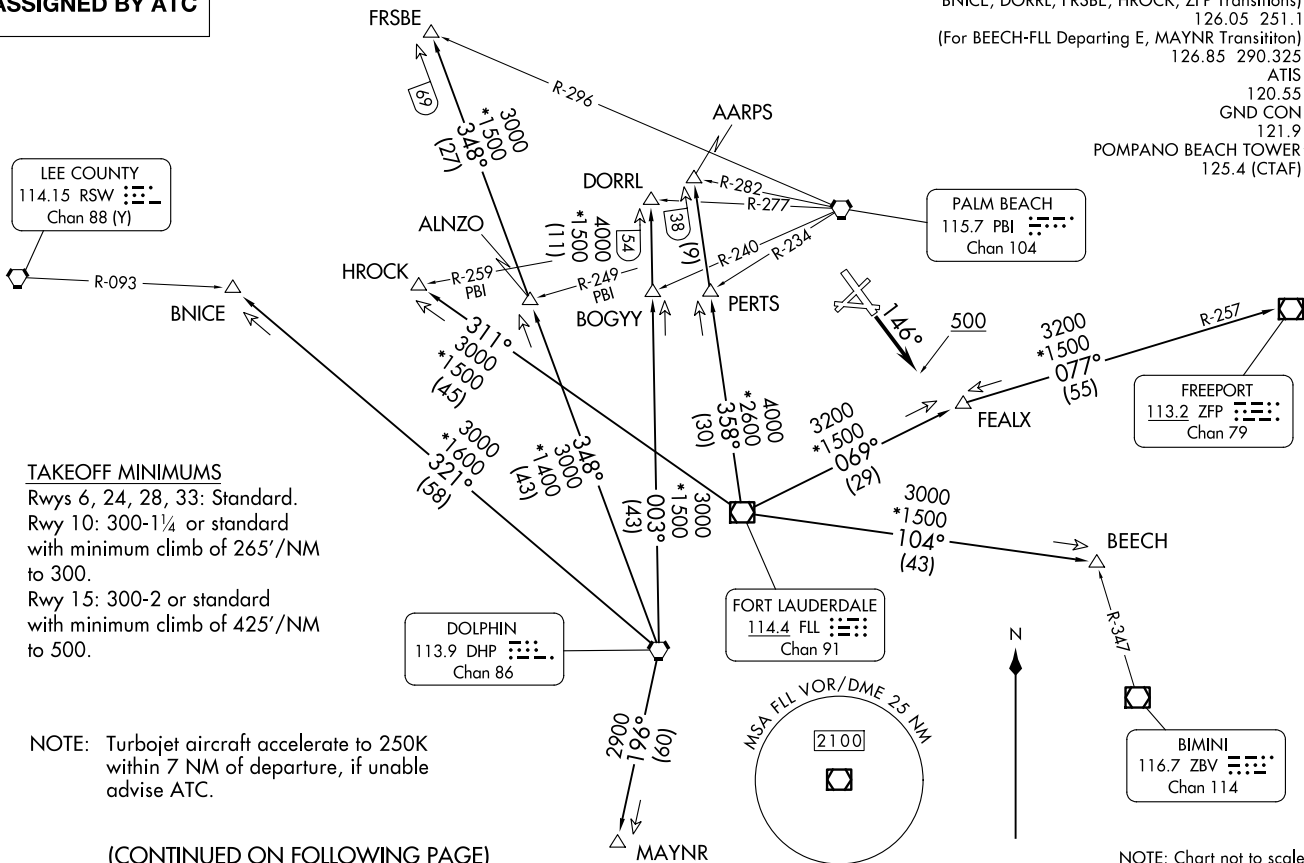 ASSIGNED BY ATC
BNICE, DORRL, FRSBE, HROCK, ZFP Transitions)
126.05 251.1
(For BEECH-FLL Departing E, MAYNR Transititon)
126.85 290.325
ATIS
120.55
GND CON
121.9
POMPANO BEACH TOWER
125.4 (CTAF)
FRSBE
69
3000
*1500
348°
(27)
R-296
AARPS
DORRL
R-282
R-277
38
(9)
54
4000
*1500
(11)
R-240
R-234
PALM BEACH
115.7 PBI
Chan 104
LEE COUNTY
114.15 RSW
Chan 88 (Y)
R-093
BNICE
HROCK
ALNZO
R-259
PBI
R-249
PBI
BOGYY
PERTS
146°
500
R-257
3200
*1500
077°
(55)
FREEPORT
113.2 ZFP
Chan 79
FEALX
311°
3000
*1500
(45)
3000
*1600
321°
(58)
348°
3000
*1400
(43)
3000
*1500
003°
(43)
4000
*2600
358°
(30)
3200
*1500
069°
(29)
3000
*1500
104°
(43)
BEECH
R-347
BIMINI
116.7 ZBV
Chan 114
FORT LAUDERDALE
114.4 FLL
Chan 91
DOLPHIN
113.9 DHP
Chan 86
2900
196°
(60)
MAYNR
MSA FLL VOR/DME 25 NM
2100
N
TAKEOFF MINIMUMS
Rwys 6, 24, 28, 33: Standard.
Rwy 10: 300-1¼ or standard
with minimum climb of 265'/NM
to 300.
Rwy 15: 300-2 or standard
with minimum climb of 425'/NM
to 500.
NOTE: Turbojet aircraft accelerate to 250K
within 7 NM of departure, if unable
advise ATC.
(CONTINUED ON FOLLOWING PAGE)
NOTE: Chart not to scale